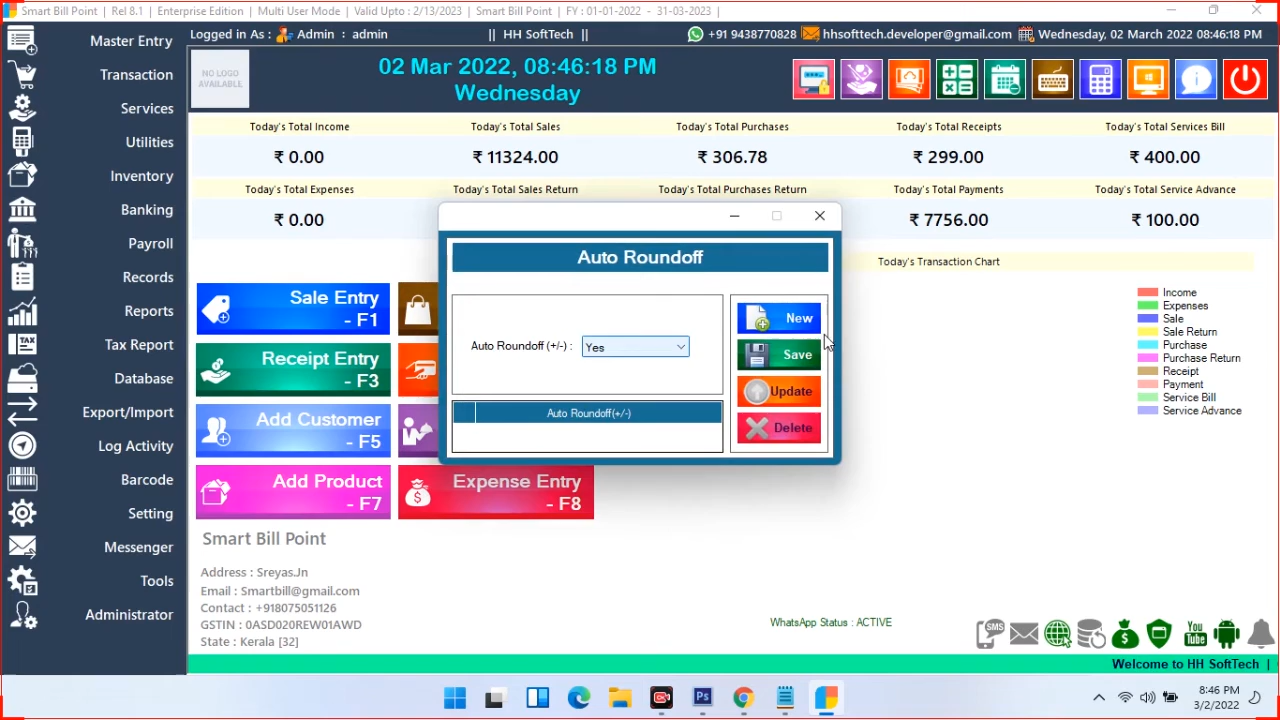 Smart Bill Point | Rel 8.1 | Enterprise Edition | Multi User Mode | Valid Upto : 2/13/2023 | Smart Bill Point | FY : 01-01-2022 - 31-03-2023 |
Logged in As : Admin : admin || HH SoftTech || +91 9438770828 hhsofttech.developer@gmail.com Wednesday, 02 March 2022 08:46:18 PM
Master Entry
Transaction
Services
Utilities
Inventory
Banking
Payroll
Records
Reports
Tax Report
Database
Export/Import
Log Activity
Barcode
Setting
Messenger
Tools
Administrator
TAX
NO LOGO
AVAILABLE
02 Mar 2022, 08:46:18 PM
Wednesday
Today's Total Income Today's Total Sales Today's Total Purchases Today's Total Receipts Today's Total Services Bill
₹ 0.00 ₹ 11324.00 ₹ 306.78 ₹ 299.00 ₹ 400.00
Today's Total Expenses Today's Total Sales Return Today's Total Purchases Return Today's Total Payments Today's Total Service Advance
₹ 0.00 ₹ 7756.00 ₹ 100.00
Today's Transaction Chart
Income
Expenses
Sale
Sale Return
Purchase
Purchase Return
Receipt
Payment
Service Bill
Service Advance
Auto Roundoff
Auto Roundoff (+/-) : Yes
Auto Roundoff(+/-)
New
Save
Update
Delete
Sale Entry
- F1
Receipt Entry
- F3
Add Customer
- F5
Add Product
- F7
Expense Entry
- F8
Smart Bill Point
Address : Sreyas.Jn
Email : Smartbill@gmail.com
Contact : +918075051126
GSTIN : 0ASD020REW01AWD
State : Kerala [32]
WhatsApp Status : ACTIVE
SMS
You
Tube
Welcome to HH SoftTech |
Ps
8:46 PM
3/2/2022